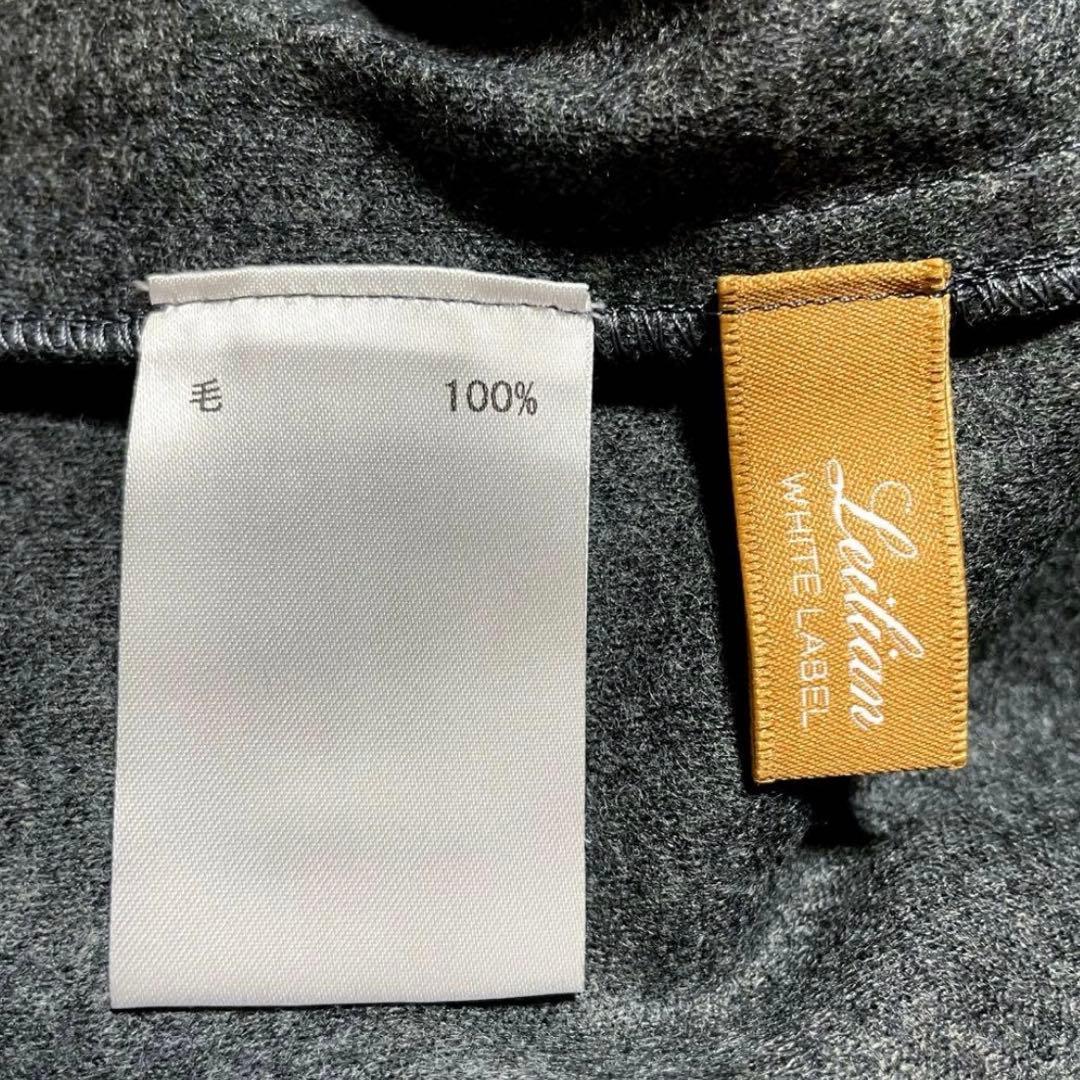 毛 100%
Leilian
WHITE LABEL